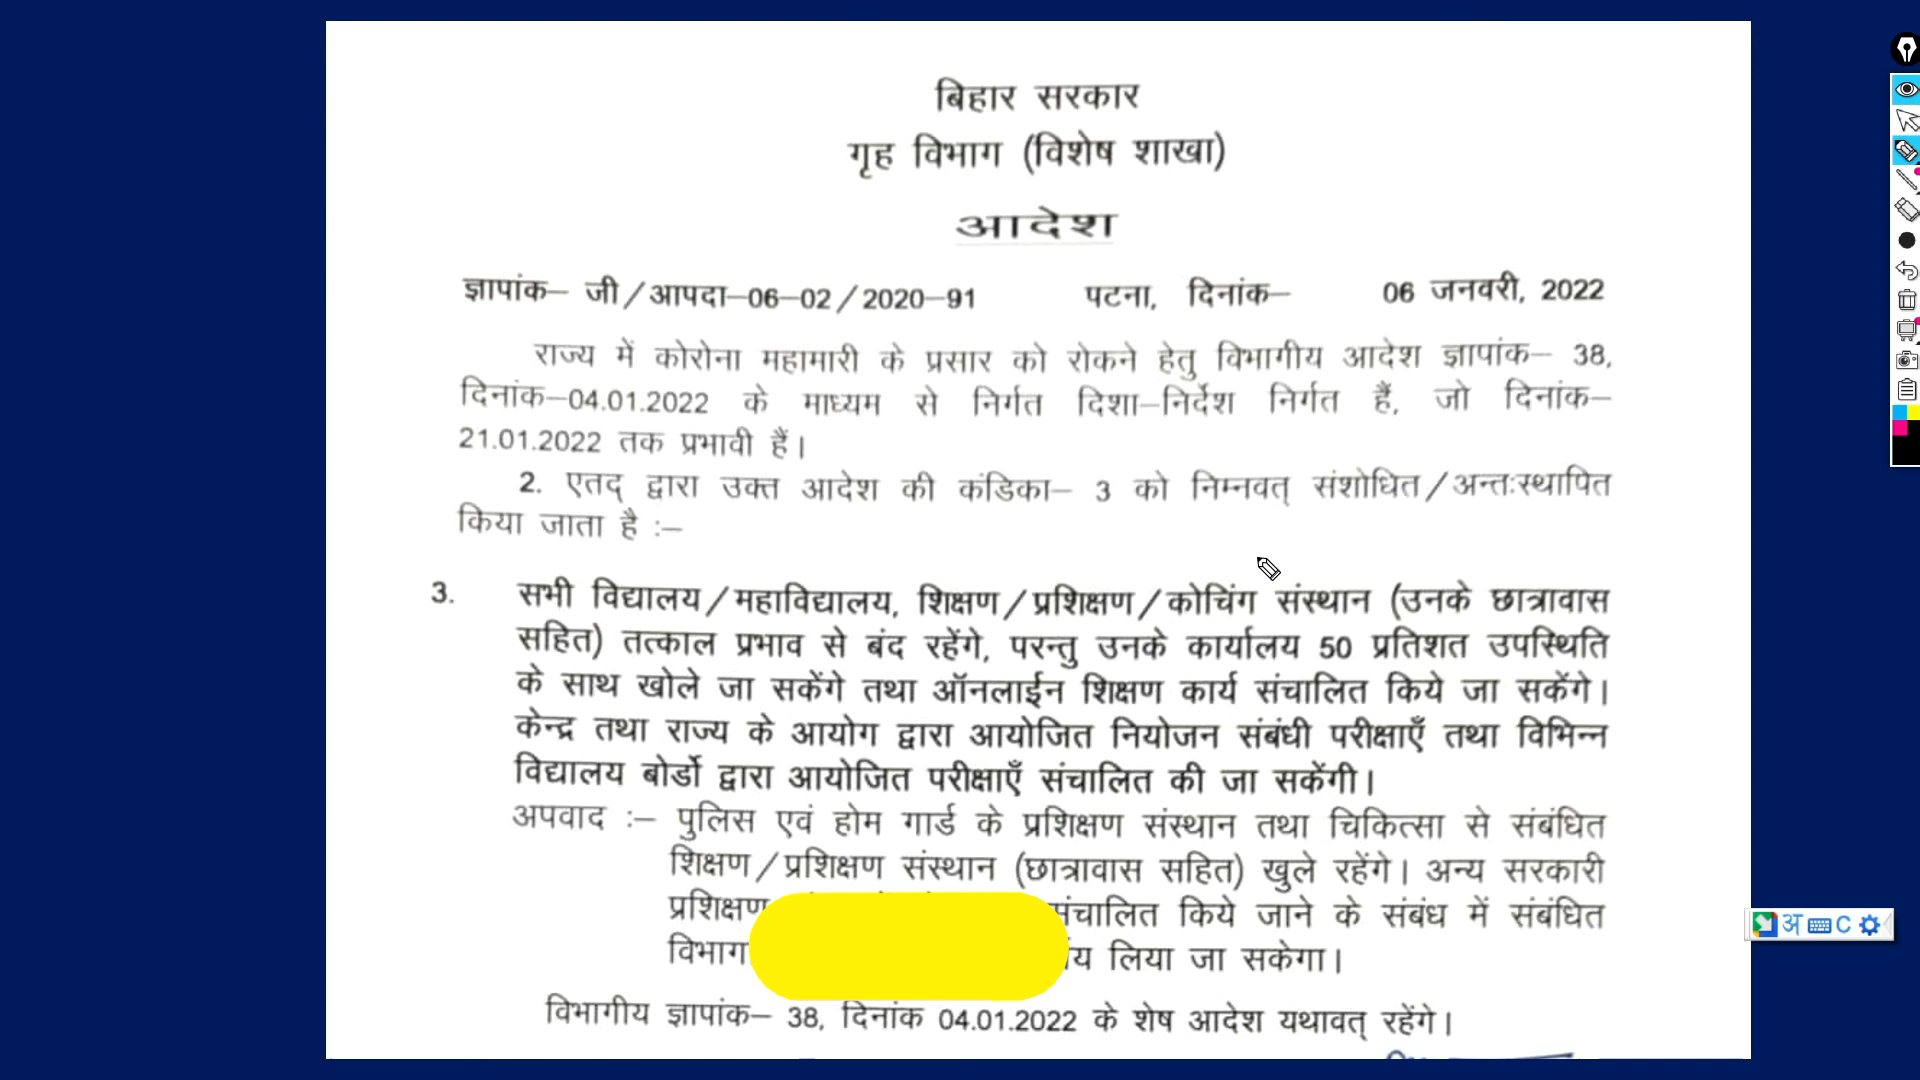 बिहार सरकार
गृह विभाग (विशेष शाखा)
आदेश
ज्ञापांक– जी/आपदा–06–02/2020–91 पटना, दिनांक– 06 जनवरी, 2022
राज्य में कोरोना महामारी के प्रसार को रोकने हेतु विभागीय आदेश ज्ञापांक– 38,
दिनांक–04.01.2022 के माध्यम से निर्गत दिशा–निर्देश निर्गत हैं, जो दिनांक–
21.01.2022 तक प्रभावी हैं।
2. एतद् द्वारा उक्त आदेश की कंडिका– 3 को निम्नवत् संशोधित/अन्तःस्थापित
किया जाता है :–
3. सभी विद्यालय/महाविद्यालय, शिक्षण/प्रशिक्षण/कोचिंग संस्थान (उनके छात्रावास
सहित) तत्काल प्रभाव से बंद रहेंगे, परन्तु उनके कार्यालय 50 प्रतिशत उपस्थिति
के साथ खोले जा सकेंगे तथा ऑनलाईन शिक्षण कार्य संचालित किये जा सकेंगे।
केन्द्र तथा राज्य के आयोग द्वारा आयोजित नियोजन संबंधी परीक्षाएँ तथा विभिन्न
विद्यालय बोर्डो द्वारा आयोजित परीक्षाएँ संचालित की जा सकेंगी।
अपवाद :– पुलिस एवं होम गार्ड के प्रशिक्षण संस्थान तथा चिकित्सा से संबंधित
शिक्षण/प्रशिक्षण संस्थान (छात्रावास सहित) खुले रहेंगे। अन्य सरकारी
प्रशिक्षण संचालित किये जाने के संबंध में संबंधित
विभाग लिया जा सकेगा।
विभागीय ज्ञापांक– 38, दिनांक 04.01.2022 के शेष आदेश यथावत् रहेंगे।
अ C